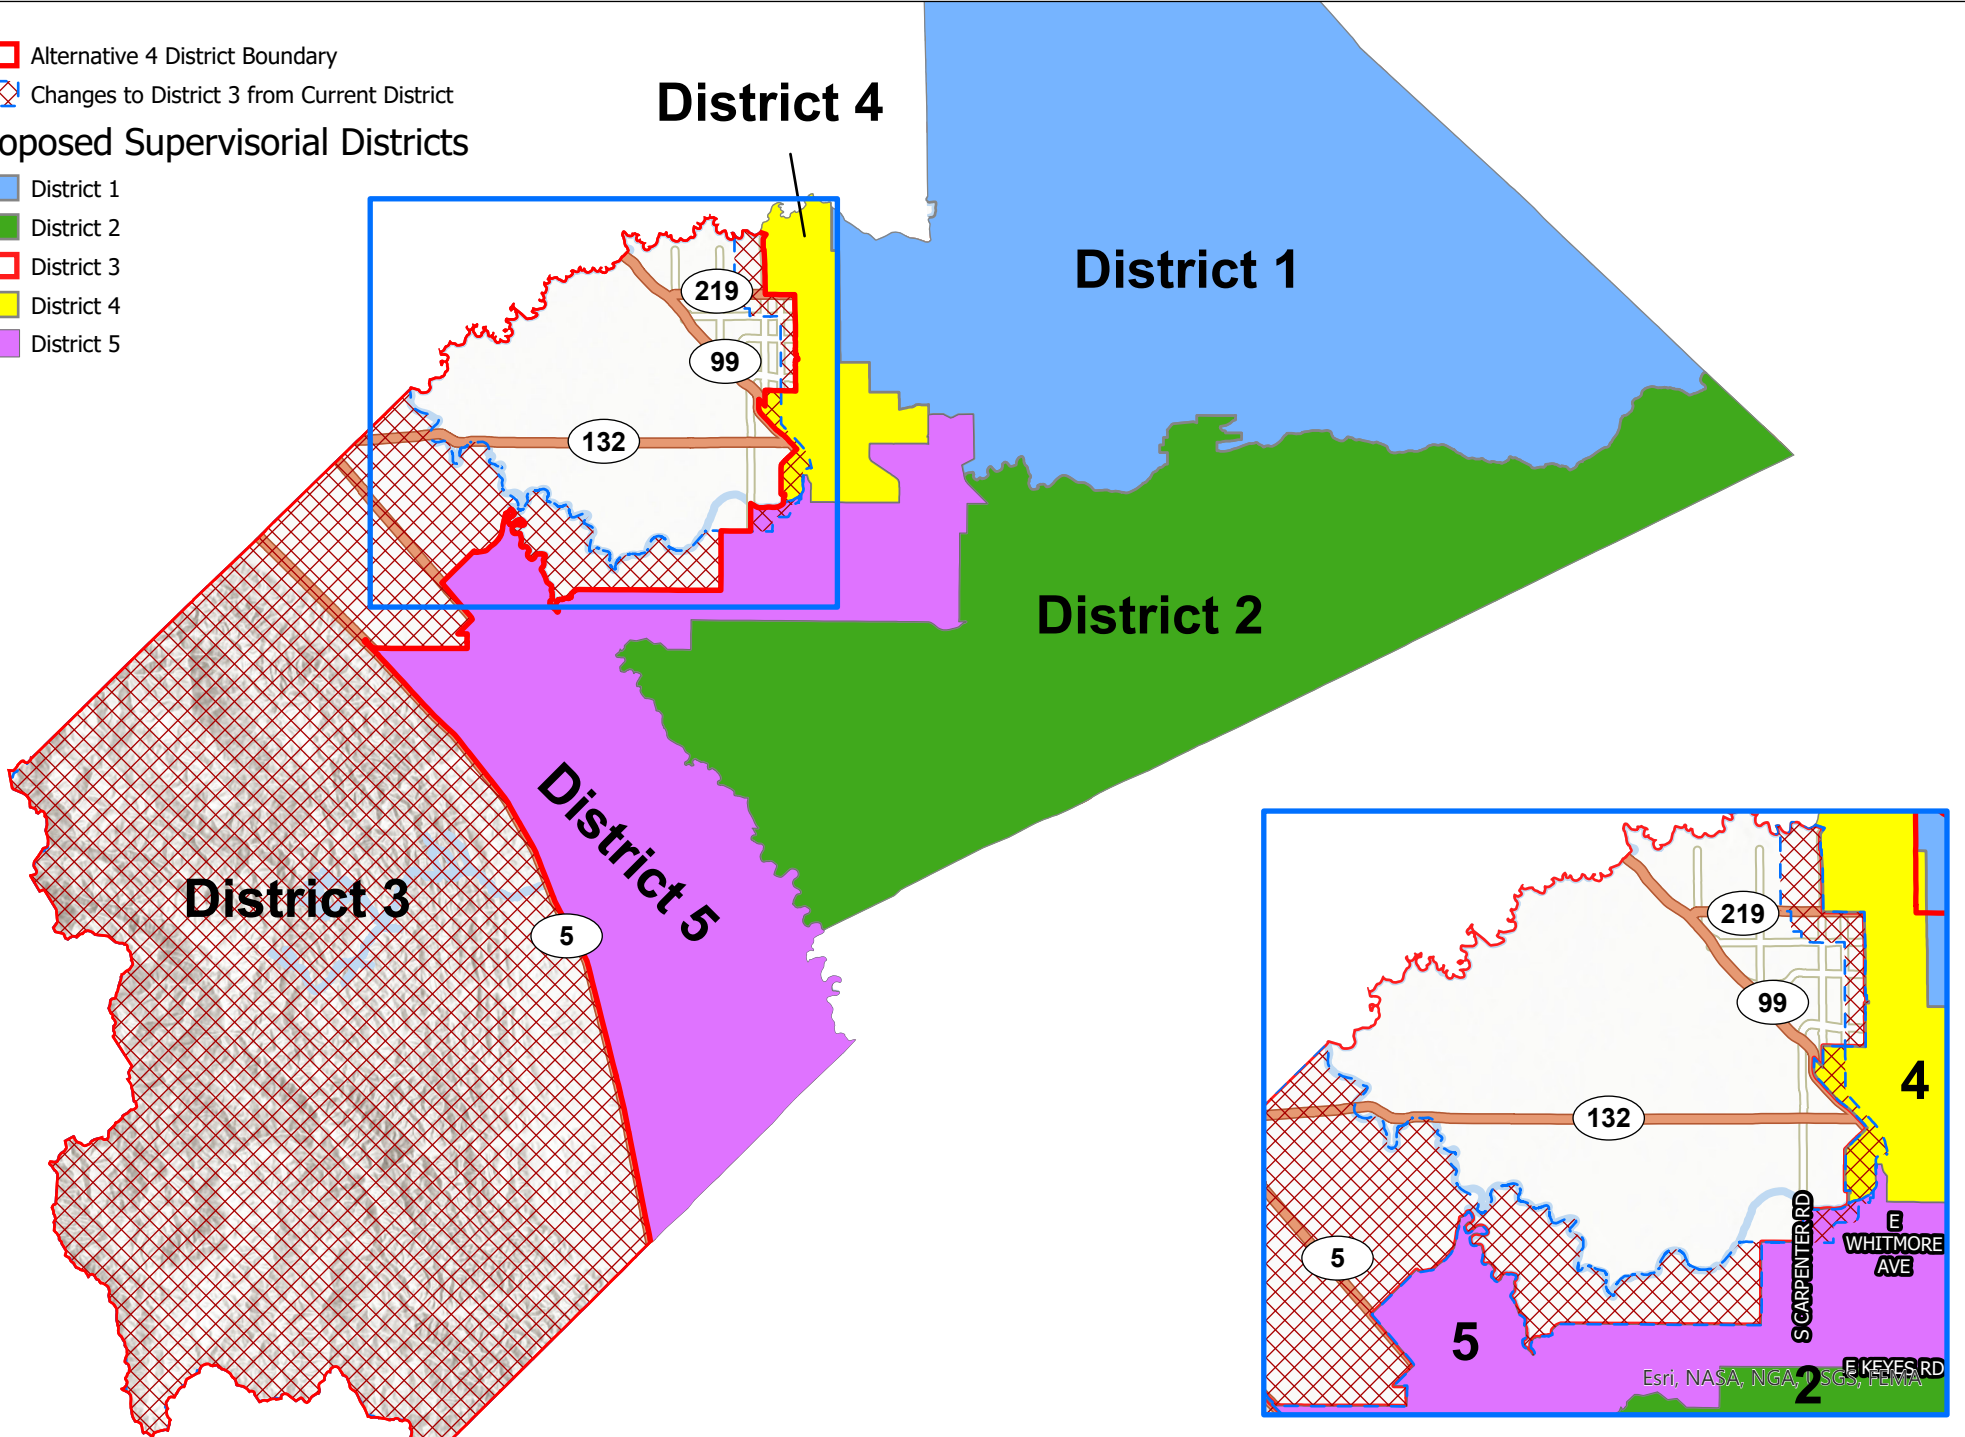 Alternative 4 District Boundary
Changes to District 3 from Current District
oposed Supervisorial Districts
District 1
District 2
District 3
District 4
District 5
District 4
District 1
219
99
132
District 2
District 5
District 3
5
219
99
4
132
S CARPENTER RD
E
WHITMORE
AVE
5
5
E KEYES RD
2
Esri, NASA, NGA, USGS, FEMA